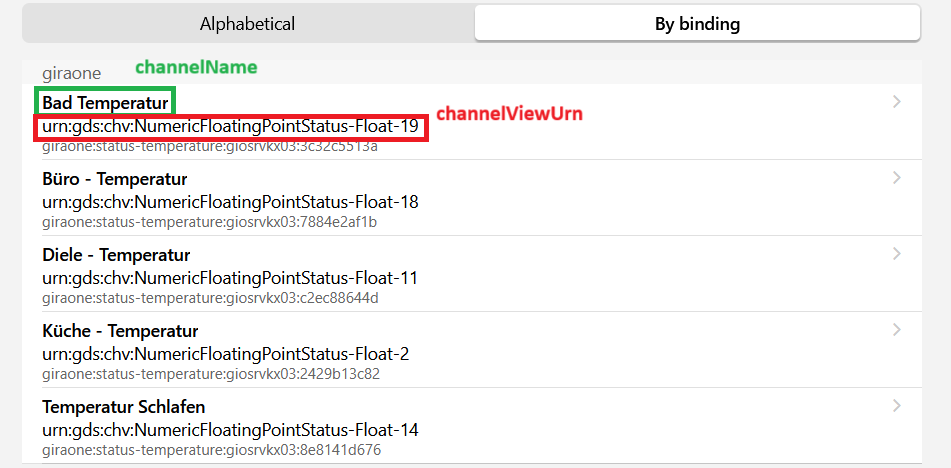 Alphabetical
By binding
giraone
channelName
Bad Temperatur
urn:gds:chv:NumericFloatingPointStatus-Float-19
channelViewUrn
giraone:status-temperature:giosrvkx03:3c32c5513a
Büro - Temperatur
urn:gds:chv:NumericFloatingPointStatus-Float-18
giraone:status-temperature:giosrvkx03:7884e2af1b
Diele - Temperatur
urn:gds:chv:NumericFloatingPointStatus-Float-11
giraone:status-temperature:giosrvkx03:c2ec88644d
Küche - Temperatur
urn:gds:chv:NumericFloatingPointStatus-Float-2
giraone:status-temperature:giosrvkx03:2429b13c82
Temperatur Schlafen
urn:gds:chv:NumericFloatingPointStatus-Float-14
giraone:status-temperature:giosrvkx03:8e8141d676